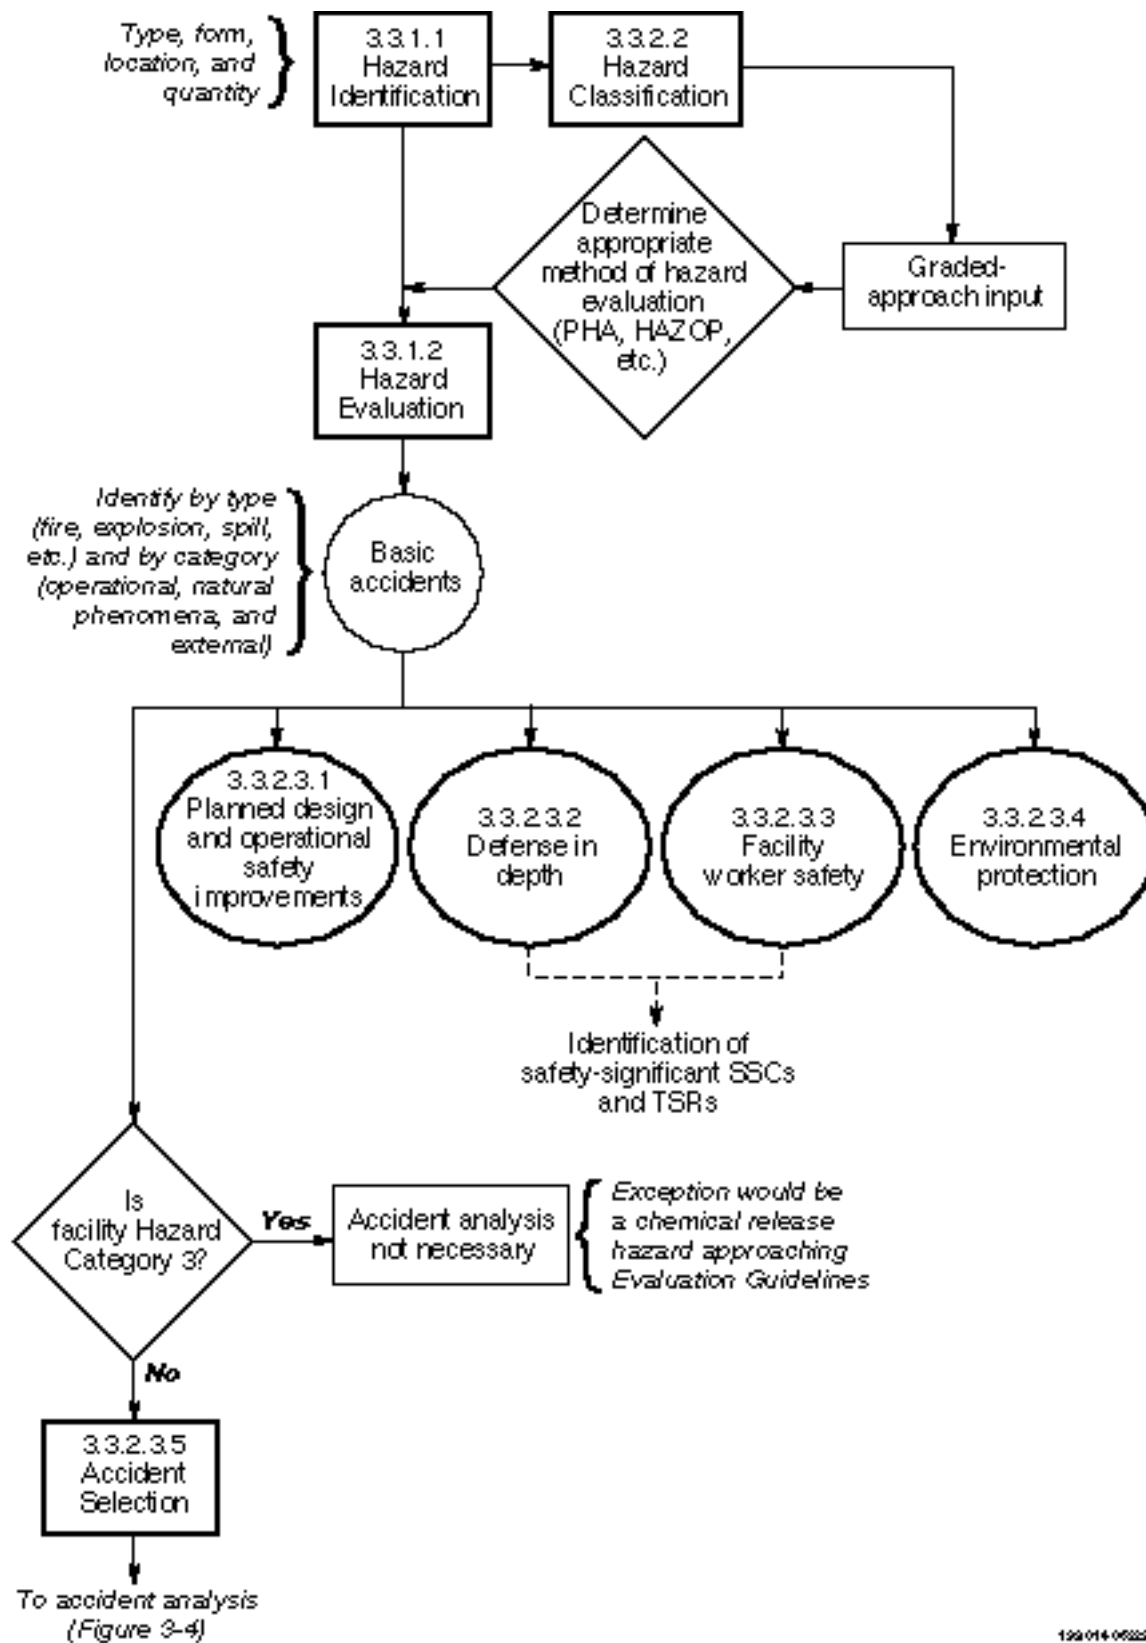 Type, form,
location, and
quantity
3.3.1.1
Hazard
Identification
3.3.2.2
Hazard
Classification
Determine
appropriate
method of hazard
evaluation
(PHA, HAZOP,
etc.)
Graded-
approach input
3.3.1.2
Hazard
Evaluation
Identify by type
(fire, explosion, spill,
etc.) and by category
(operational, natural
phenomena, and
external)
Basic
accidents
3.3.2.3.1
Planned design
and operational
safety
improvements
3.3.2.3.2
Defense in
depth
3.3.2.3.3
Facility
worker safety
3.3.2.3.4
Environmental
protection
Identification of
safety-significant SSCs
and TSRs
Is
facility Hazard
Category 3?
Yes
Accident analysis
not necessary
Exception would be
a chemical release
hazard approaching
Evaluation Guidelines
No
3.3.2.3.5
Accident
Selection
To accident analysis
(Figure 3-4)